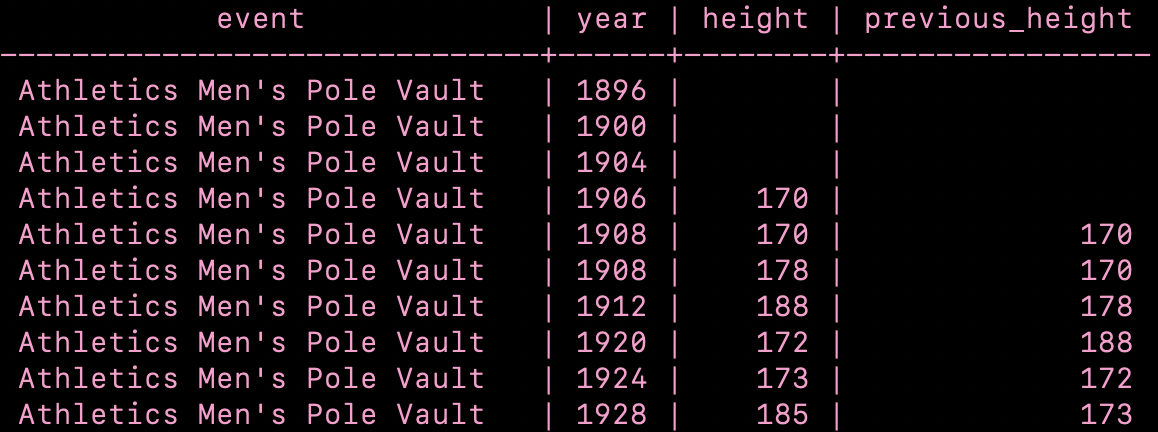 event | year | height | previous_height
------------------------------+------+--------+-----------------
Athletics Men's Pole Vault | 1896 | |
Athletics Men's Pole Vault | 1900 | |
Athletics Men's Pole Vault | 1904 | |
Athletics Men's Pole Vault | 1906 | 170 |
Athletics Men's Pole Vault | 1908 | 170 | 170
Athletics Men's Pole Vault | 1908 | 178 | 170
Athletics Men's Pole Vault | 1912 | 188 | 178
Athletics Men's Pole Vault | 1920 | 172 | 188
Athletics Men's Pole Vault | 1924 | 173 | 172
Athletics Men's Pole Vault | 1928 | 185 | 173